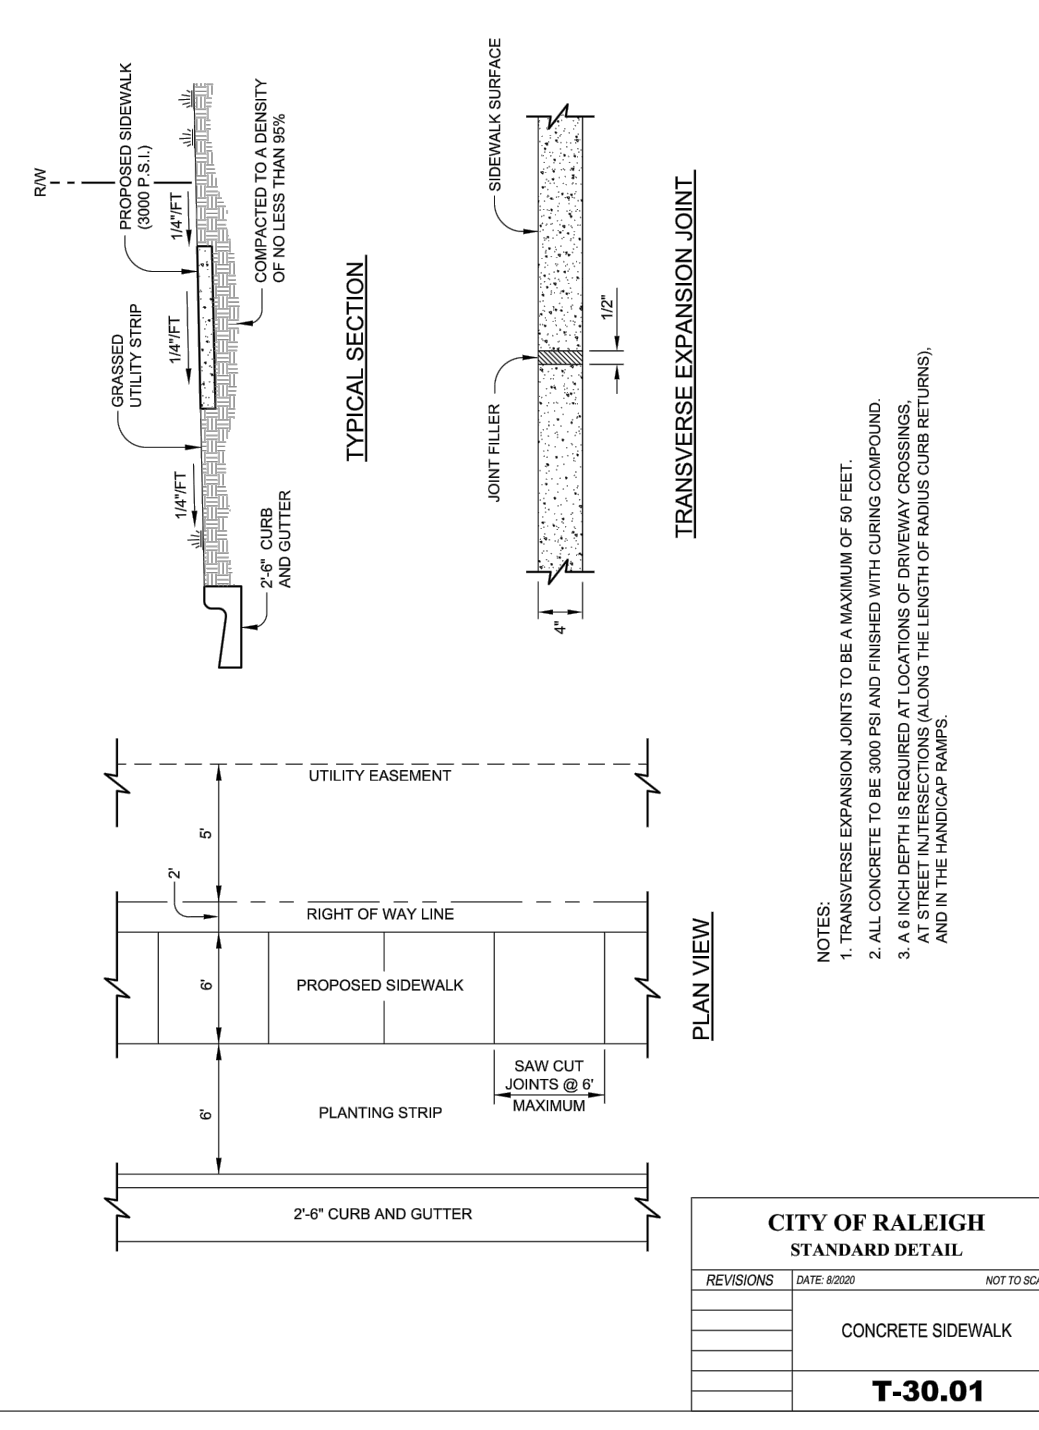 R/W
PROPOSED SIDEWALK
(3000 P.S.I.)
1/4"/FT
COMPACTED TO A DENSITY
OF NO LESS THAN 95%
GRASSED
UTILITY STRIP
1/4"/FT
1/4"/FT
2'-6" CURB
AND GUTTER
TYPICAL SECTION
SIDEWALK SURFACE
JOINT FILLER
1/2"
4"
TRANSVERSE EXPANSION JOINT
UTILITY EASEMENT
5'
2'
RIGHT OF WAY LINE
6'
PROPOSED SIDEWALK
SAW CUT
JOINTS @ 6'
MAXIMUM
6'
PLANTING STRIP
2'-6" CURB AND GUTTER
PLAN VIEW
NOTES:
1. TRANSVERSE EXPANSION JOINTS TO BE A MAXIMUM OF 50 FEET.
2. ALL CONCRETE TO BE 3000 PSI AND FINISHED WITH CURING COMPOUND.
3. A 6 INCH DEPTH IS REQUIRED AT LOCATIONS OF DRIVEWAY CROSSINGS,
AT STREET INJTERSECTIONS (ALONG THE LENGTH OF RADIUS CURB RETURNS),
AND IN THE HANDICAP RAMPS.
CITY OF RALEIGH
STANDARD DETAIL
REVISIONS
DATE: 8/2020
NOT TO SCA
CONCRETE SIDEWALK
T-30.01